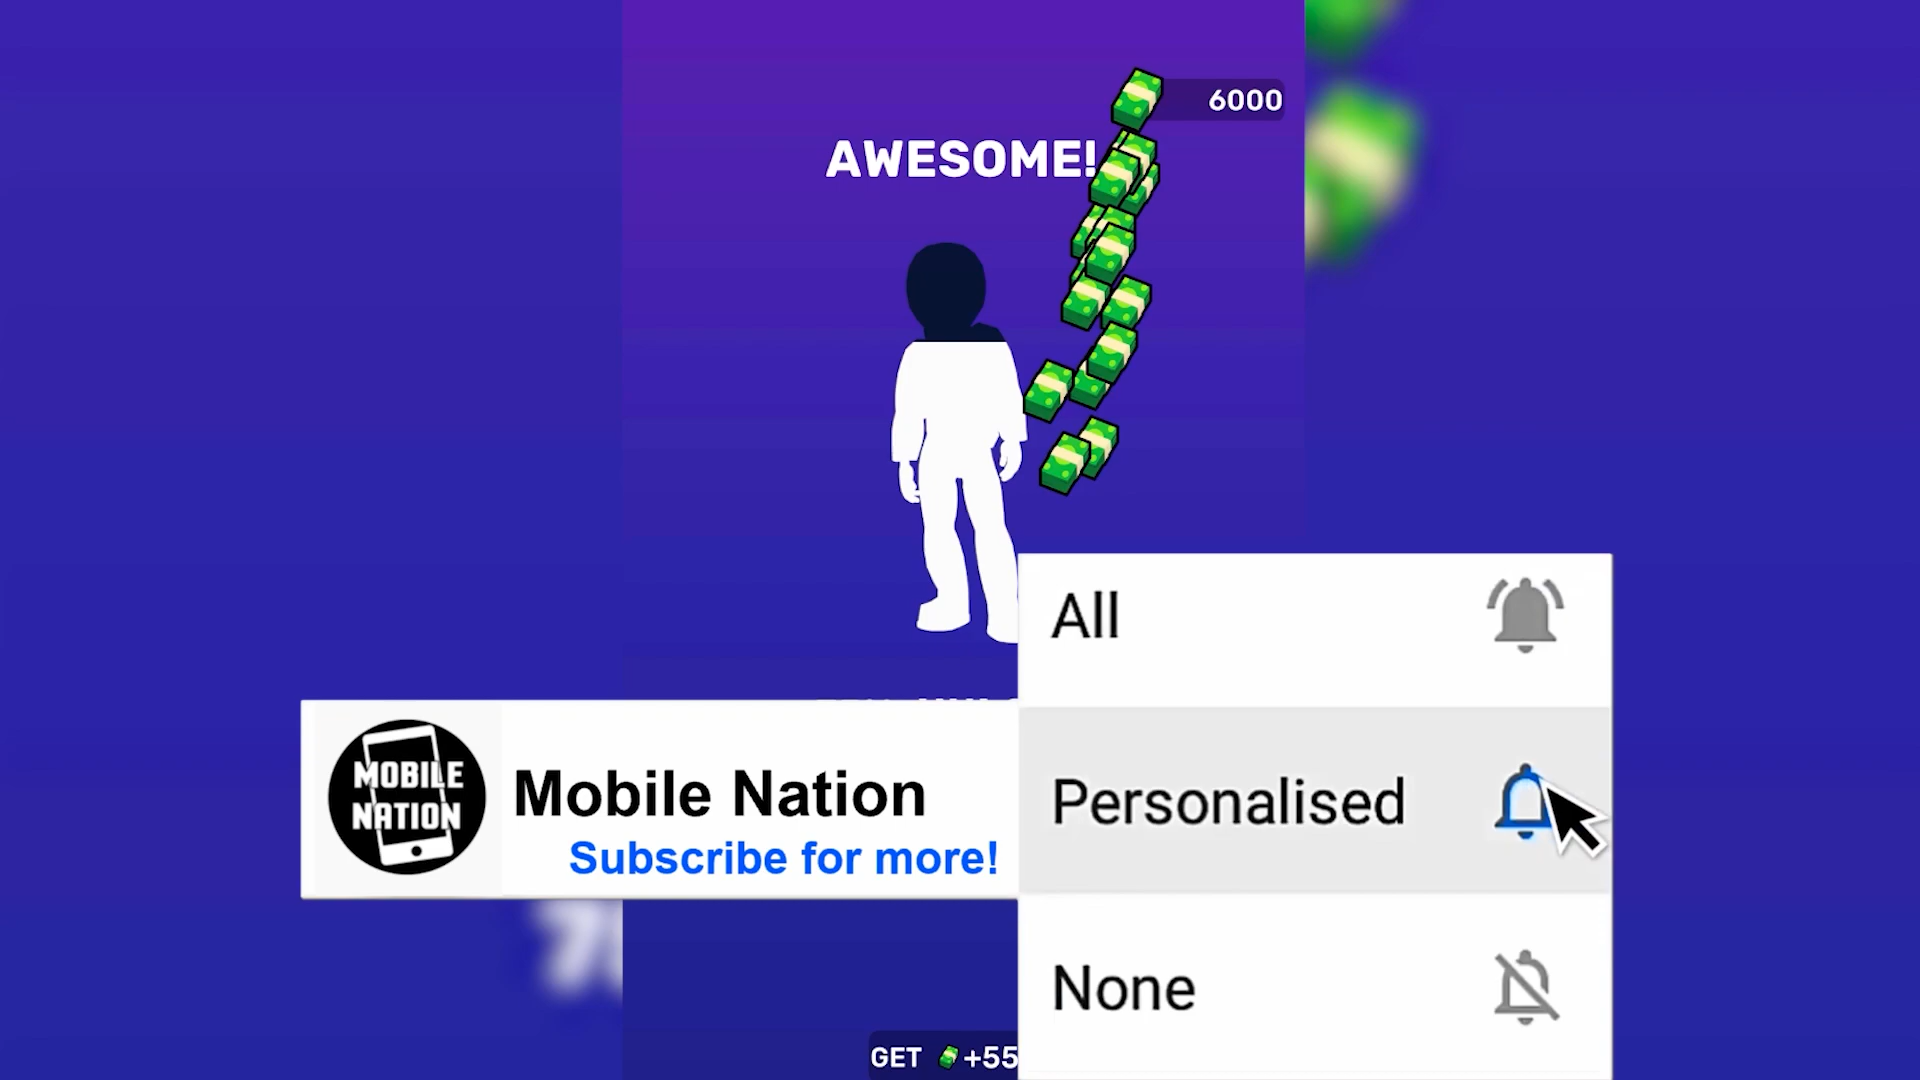 6000
AWESOME!
All
MOBILE
NATION
Mobile Nation
Subscribe for more!
Personalised
None
GET +55